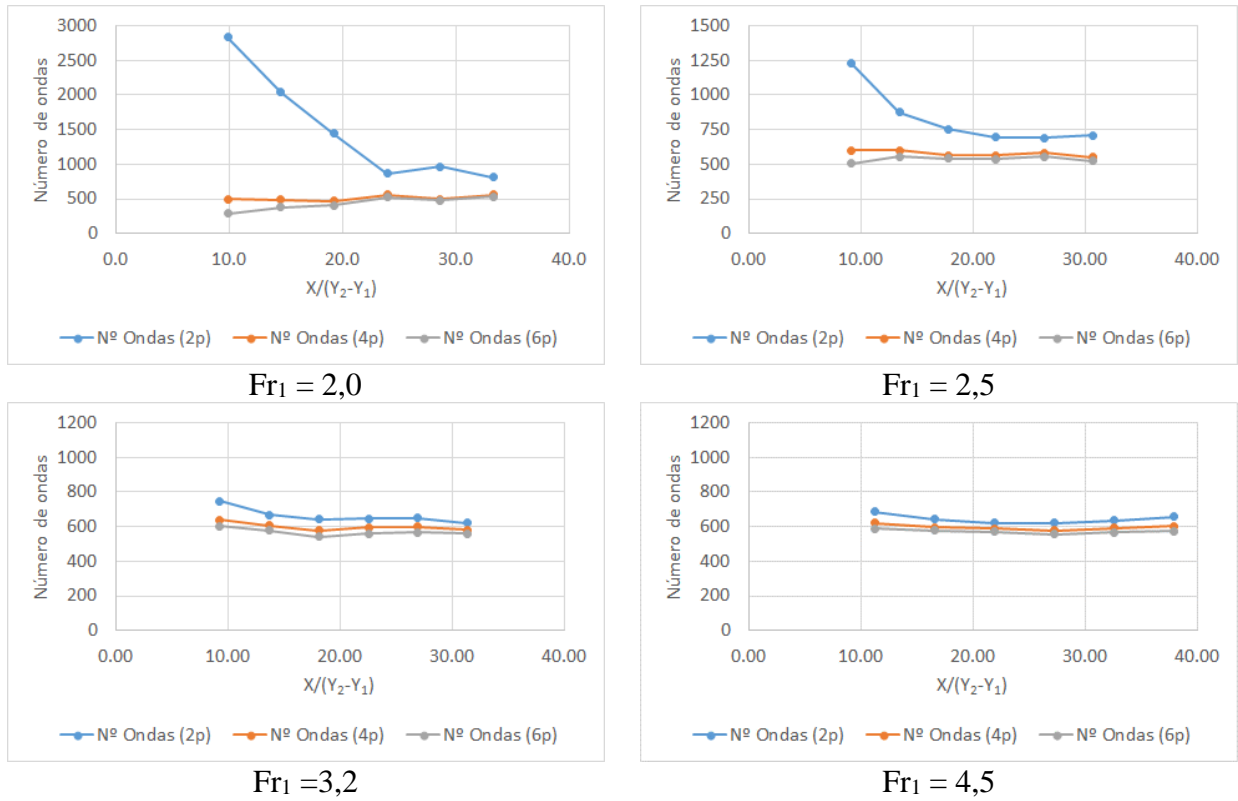 3000
2500
2000
1500
1000
500
0
Número de ondas
0.0 10.0 20.0 30.0 40.0
X/(Y₂-Y₁)
Nº Ondas (2p) Nº Ondas (4p) Nº Ondas (6p)
Fr₁ = 2,0
1500
1250
1000
750
500
250
0
Número de ondas
0.00 10.00 20.00 30.00 40.00
X/(Y₂-Y₁)
Nº Ondas (2p) Nº Ondas (4p) Nº Ondas (6p)
Fr₁ = 2,5
1200
1000
800
600
400
200
0
Número de ondas
0.00 10.00 20.00 30.00 40.00
X/(Y₂-Y₁)
Nº Ondas (2p) Nº Ondas (4p) Nº Ondas (6p)
Fr₁ =3,2
1200
1000
800
600
400
200
0
Número de ondas
0.00 10.00 20.00 30.00 40.00
X/(Y₂-Y₁)
Nº Ondas (2p) Nº Ondas (4p) Nº Ondas (6p)
Fr₁ = 4,5